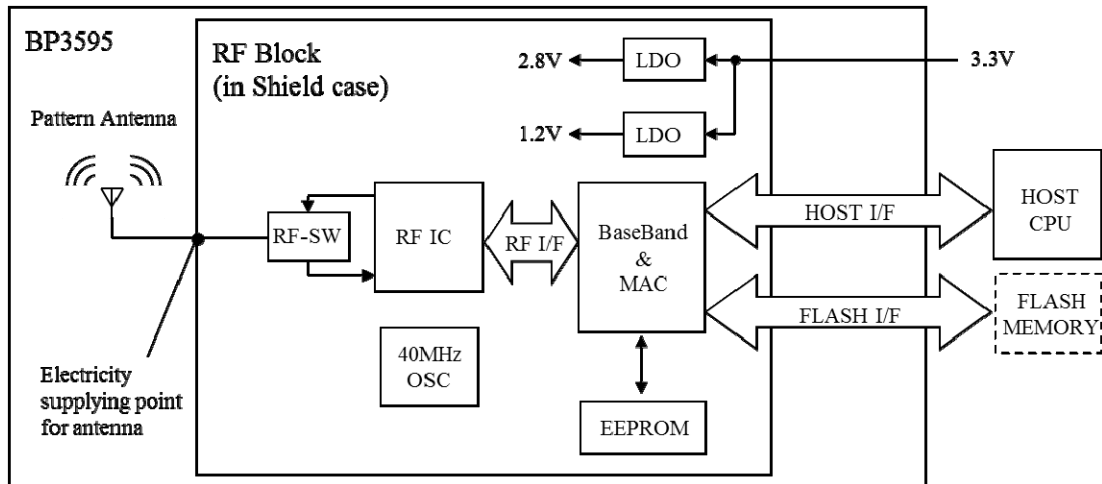 BP3595
RF Block
(in Shield case)
2.8V
LDO
3.3V
1.2V
LDO
Pattern Antenna
RF-SW
RF IC
RF I/F
BaseBand
&
MAC
HOST I/F
HOST
CPU
FLASH I/F
FLASH
MEMORY
40MHz
OSC
EEPROM
Electricity
supplying point
for antenna